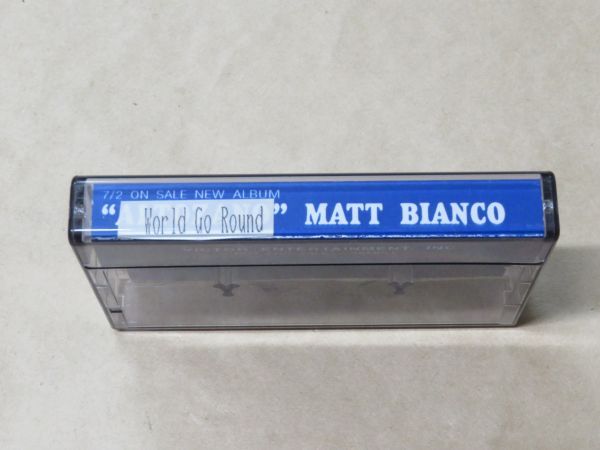 7/2 ON SALE NEW ALBUM
“A World Go Round ” MATT BIANCO
VICTOR ENTERTAINMENT, INC.